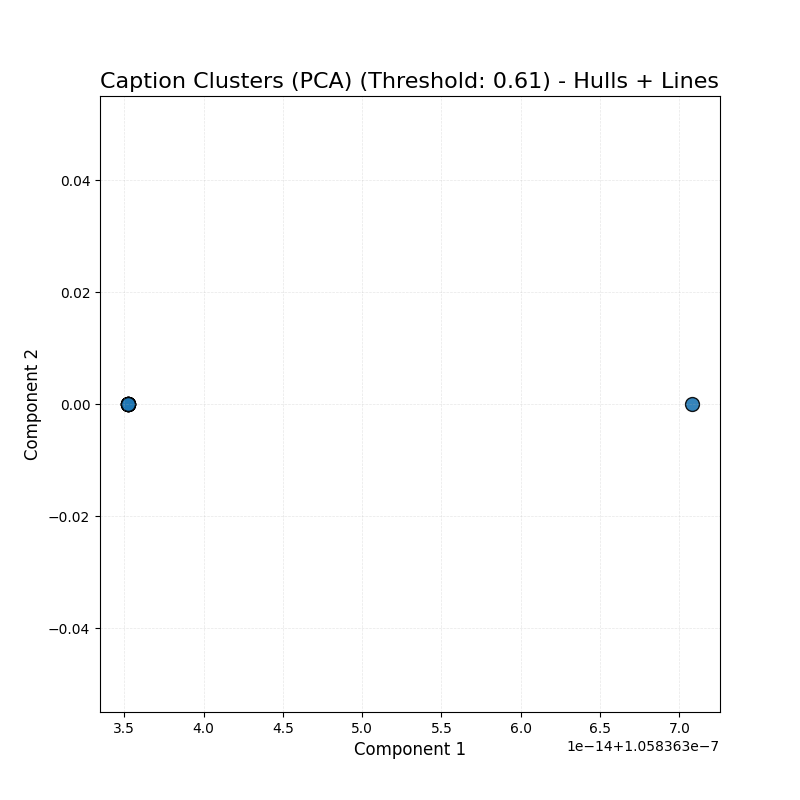 Caption Clusters (PCA) (Threshold: 0.61) - Hulls + Lines
0.04
0.02
0.00
−0.02
−0.04
Component 2
3.5 4.0 4.5 5.0 5.5 6.0 6.5 7.0
Component 1
1e−14+1.058363e−7